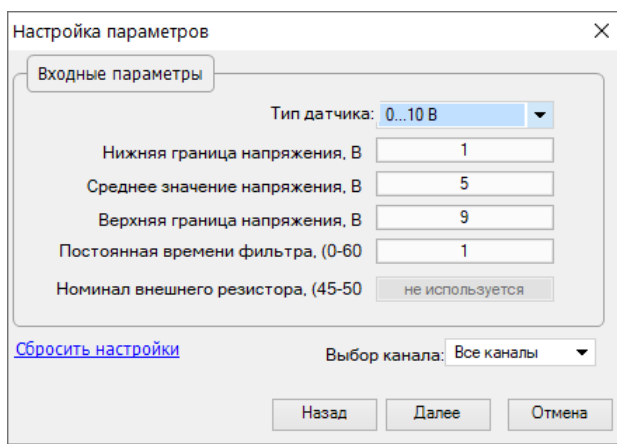 Настройка параметров
Входные параметры
Тип датчика: 0...10 В
Нижняя граница напряжения, В 1
Среднее значение напряжения, В 5
Верхняя граница напряжения, В 9
Постоянная времени фильтра, (0-60 1
Номинал внешнего резистора, (45-50 не используется
Сбросить настройки Выбор канала: Все каналы
Назад Далее Отмена